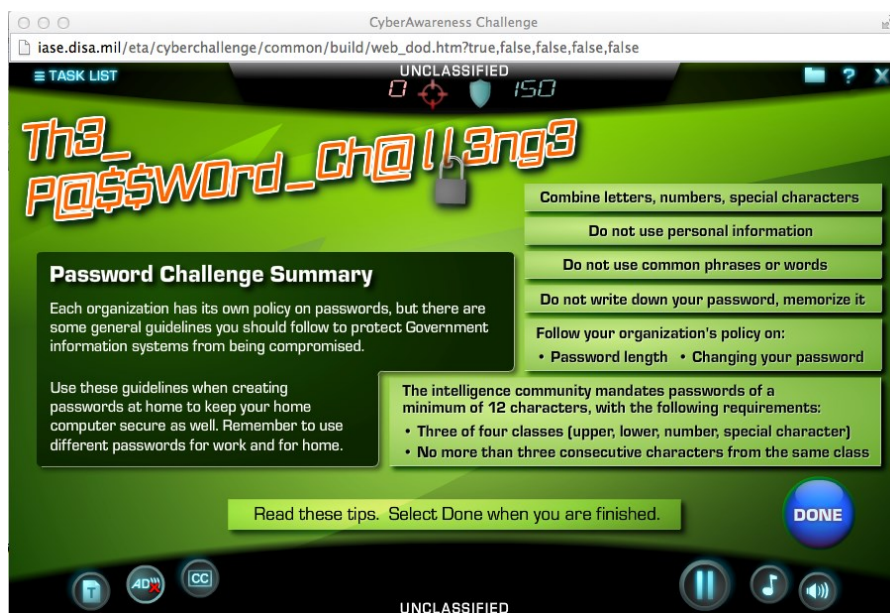 CyberAwareness Challenge
iase.disa.mil/eta/cyberchallenge/common/build/web_dod.htm?true,false,false,false,false
TASK LIST
UNCLASSIFIED
0 150
? X
Th3_
P@$$W0rd_Ch@ll3ng3
Combine letters, numbers, special characters
Do not use personal information
Do not use common phrases or words
Do not write down your password, memorize it
Follow your organization's policy on:
• Password length • Changing your password
Password Challenge Summary
Each organization has its own policy on passwords, but there are
some general guidelines you should follow to protect Government
information systems from being compromised.
Use these guidelines when creating
passwords at home to keep your home
computer secure as well. Remember to use
different passwords for work and for home.
The intelligence community mandates passwords of a
minimum of 12 characters, with the following requirements:
• Three of four classes (upper, lower, number, special character)
• No more than three consecutive characters from the same class
Read these tips. Select Done when you are finished.
DONE
T
AD
CC
UNCLASSIFIED